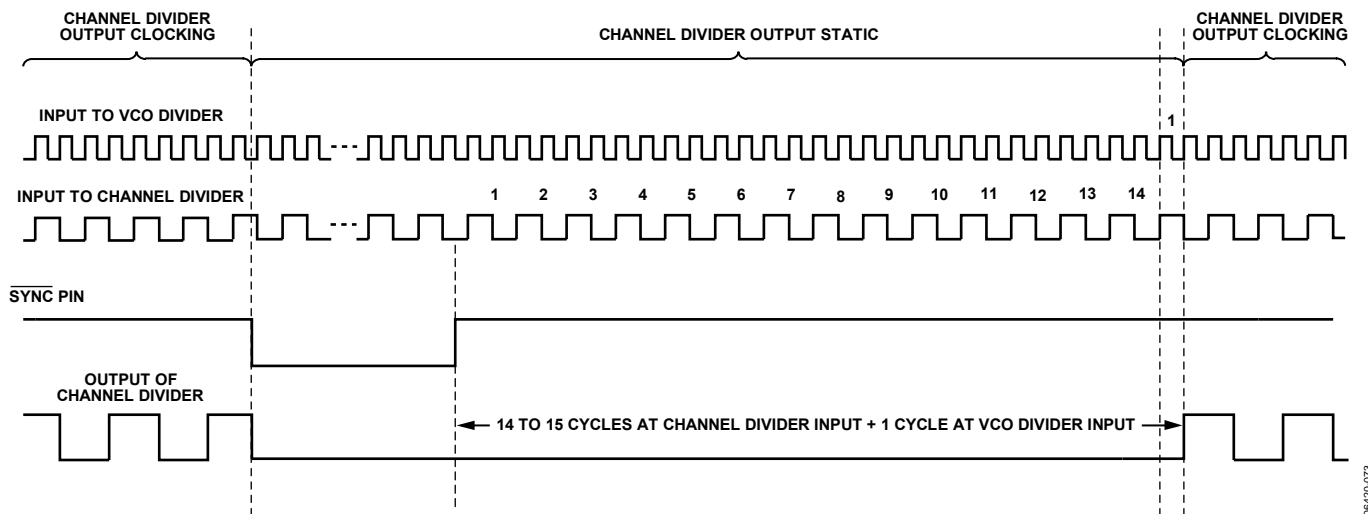 CHANNEL DIVIDER
OUTPUT CLOCKING
CHANNEL DIVIDER OUTPUT STATIC
CHANNEL DIVIDER
OUTPUT CLOCKING
INPUT TO VCO DIVIDER
1
INPUT TO CHANNEL DIVIDER
1 2 3 4 5 6 7 8 9 10 11 12 13 14
SYNC PIN
OUTPUT OF
CHANNEL DIVIDER
14 TO 15 CYCLES AT CHANNEL DIVIDER INPUT + 1 CYCLE AT VCO DIVIDER INPUT
06420-073